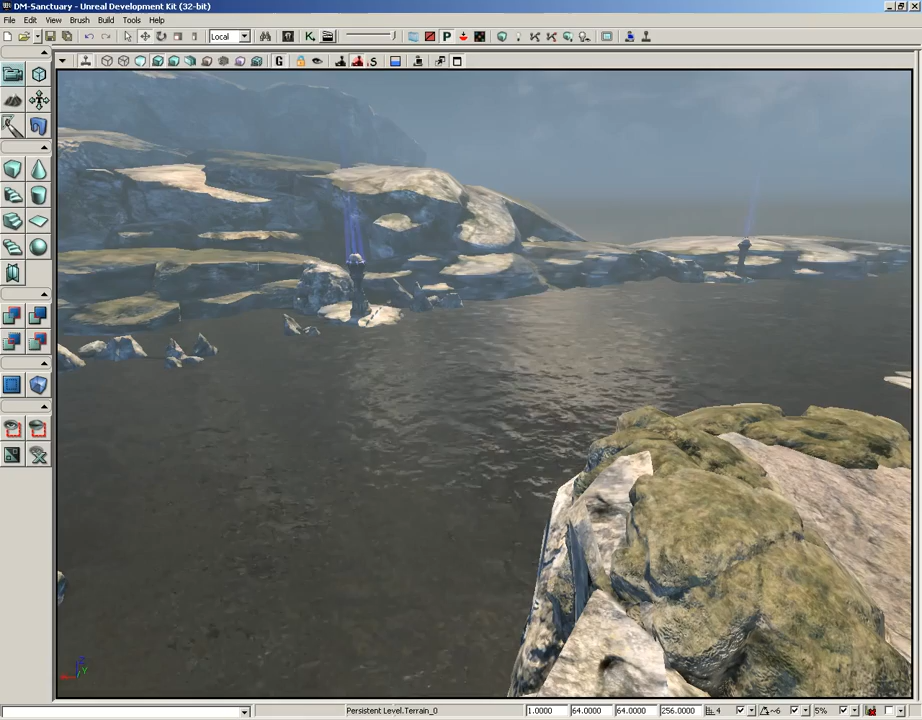 DM-Sanctuary - Unreal Development Kit (32-bit)
File Edit View Brush Build Tools Help
Local
P
K
G
S
Z
Y
Persistent Level.Terrain_0
1.0000 64.0000 64.0000 256.0000 4 ~6 5%